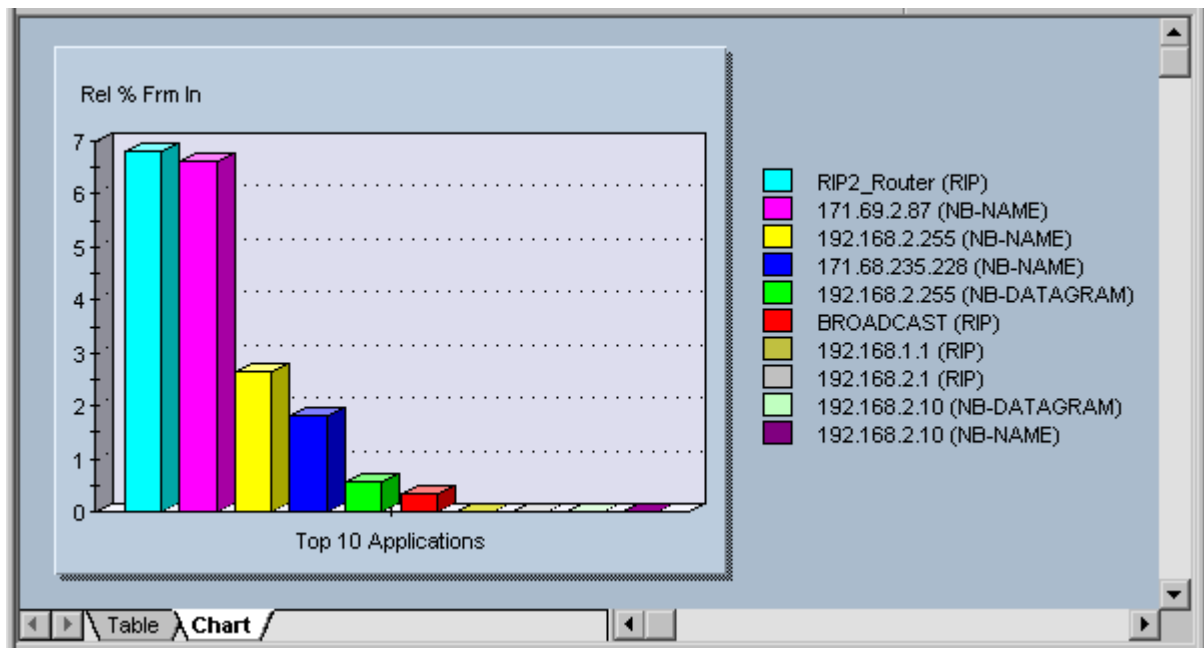 Rel % Frm In
7
6
5
4
3
2
1
0
Top 10 Applications
RIP2_Router (RIP)
171.69.2.87 (NB-NAME)
192.168.2.255 (NB-NAME)
171.68.235.228 (NB-NAME)
192.168.2.255 (NB-DATAGRAM)
BROADCAST (RIP)
192.168.1.1 (RIP)
192.168.2.1 (RIP)
192.168.2.10 (NB-DATAGRAM)
192.168.2.10 (NB-NAME)
Table Chart